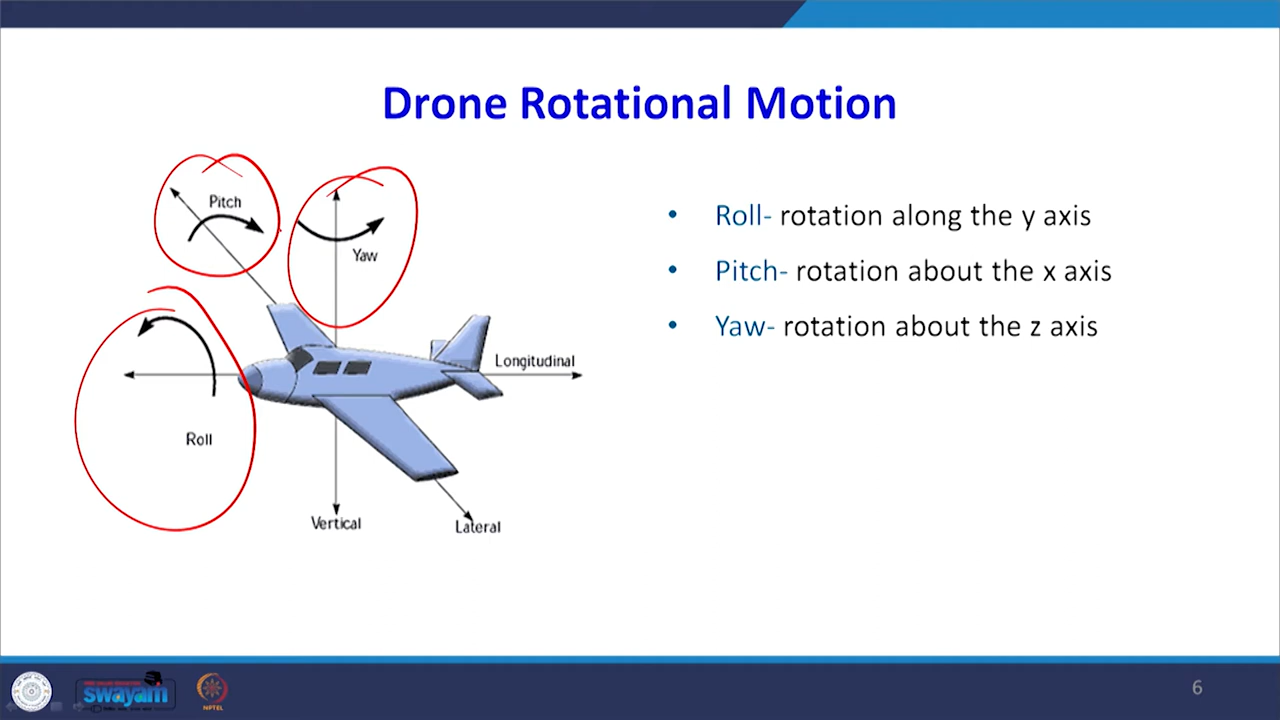 Drone Rotational Motion
Pitch
Yaw
Roll
Longitudinal
Vertical
Lateral
• Roll- rotation along the y axis
• Pitch- rotation about the x axis
• Yaw- rotation about the z axis
swayam
NPTEL
6